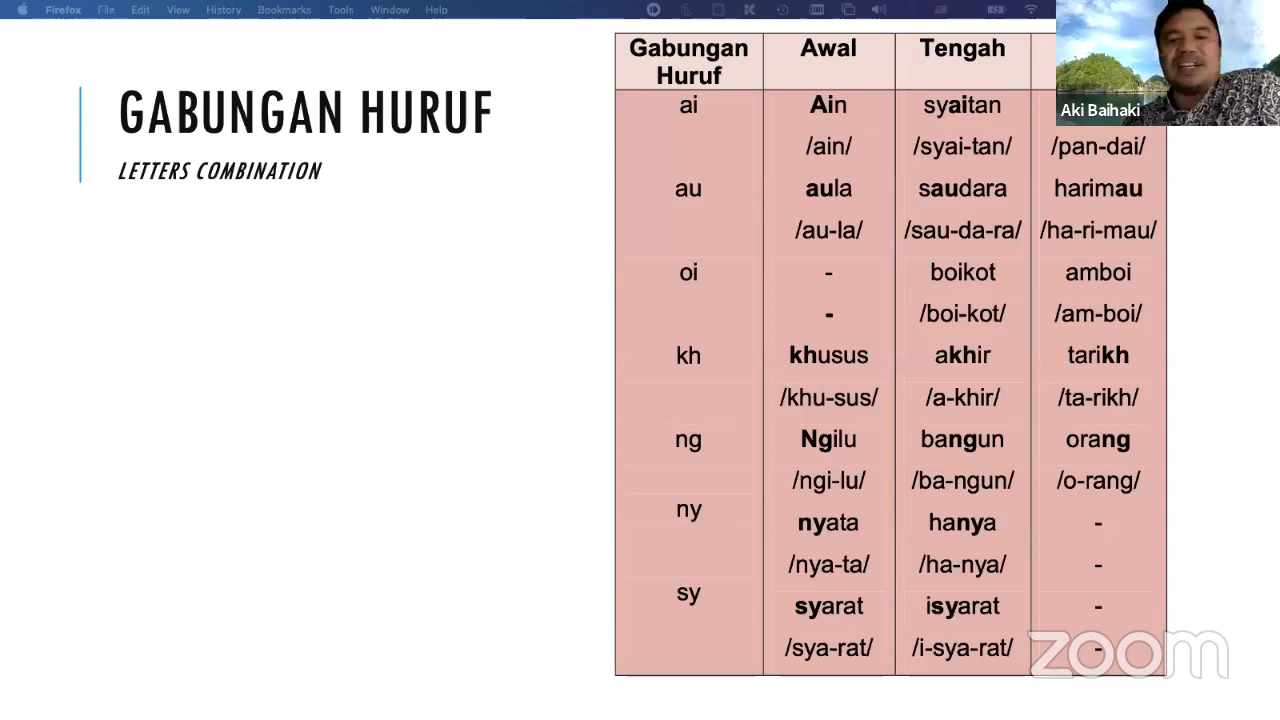 Firefox File Edit View History Bookmarks Tools Window Help
GABUNGAN HURUF
LETTERS COMBINATION
Gabungan Huruf Awal Tengah
ai Ain syaitan
/ain/ /syai-tan/ /pan-dai/
au aula saudara harimau
/au-la/ /sau-da-ra/ /ha-ri-mau/
oi - boikot amboi
- /boi-kot/ /am-boi/
kh khusus akhir tarikh
/khu-sus/ /a-khir/ /ta-rikh/
ng Ngilu bangun orang
/ngi-lu/ /ba-ngun/ /o-rang/
ny nyata hanya -
/nya-ta/ /ha-nya/ -
sy syarat isyarat -
/sya-rat/ /i-sya-rat/ -
Aki Baihaki
zoom